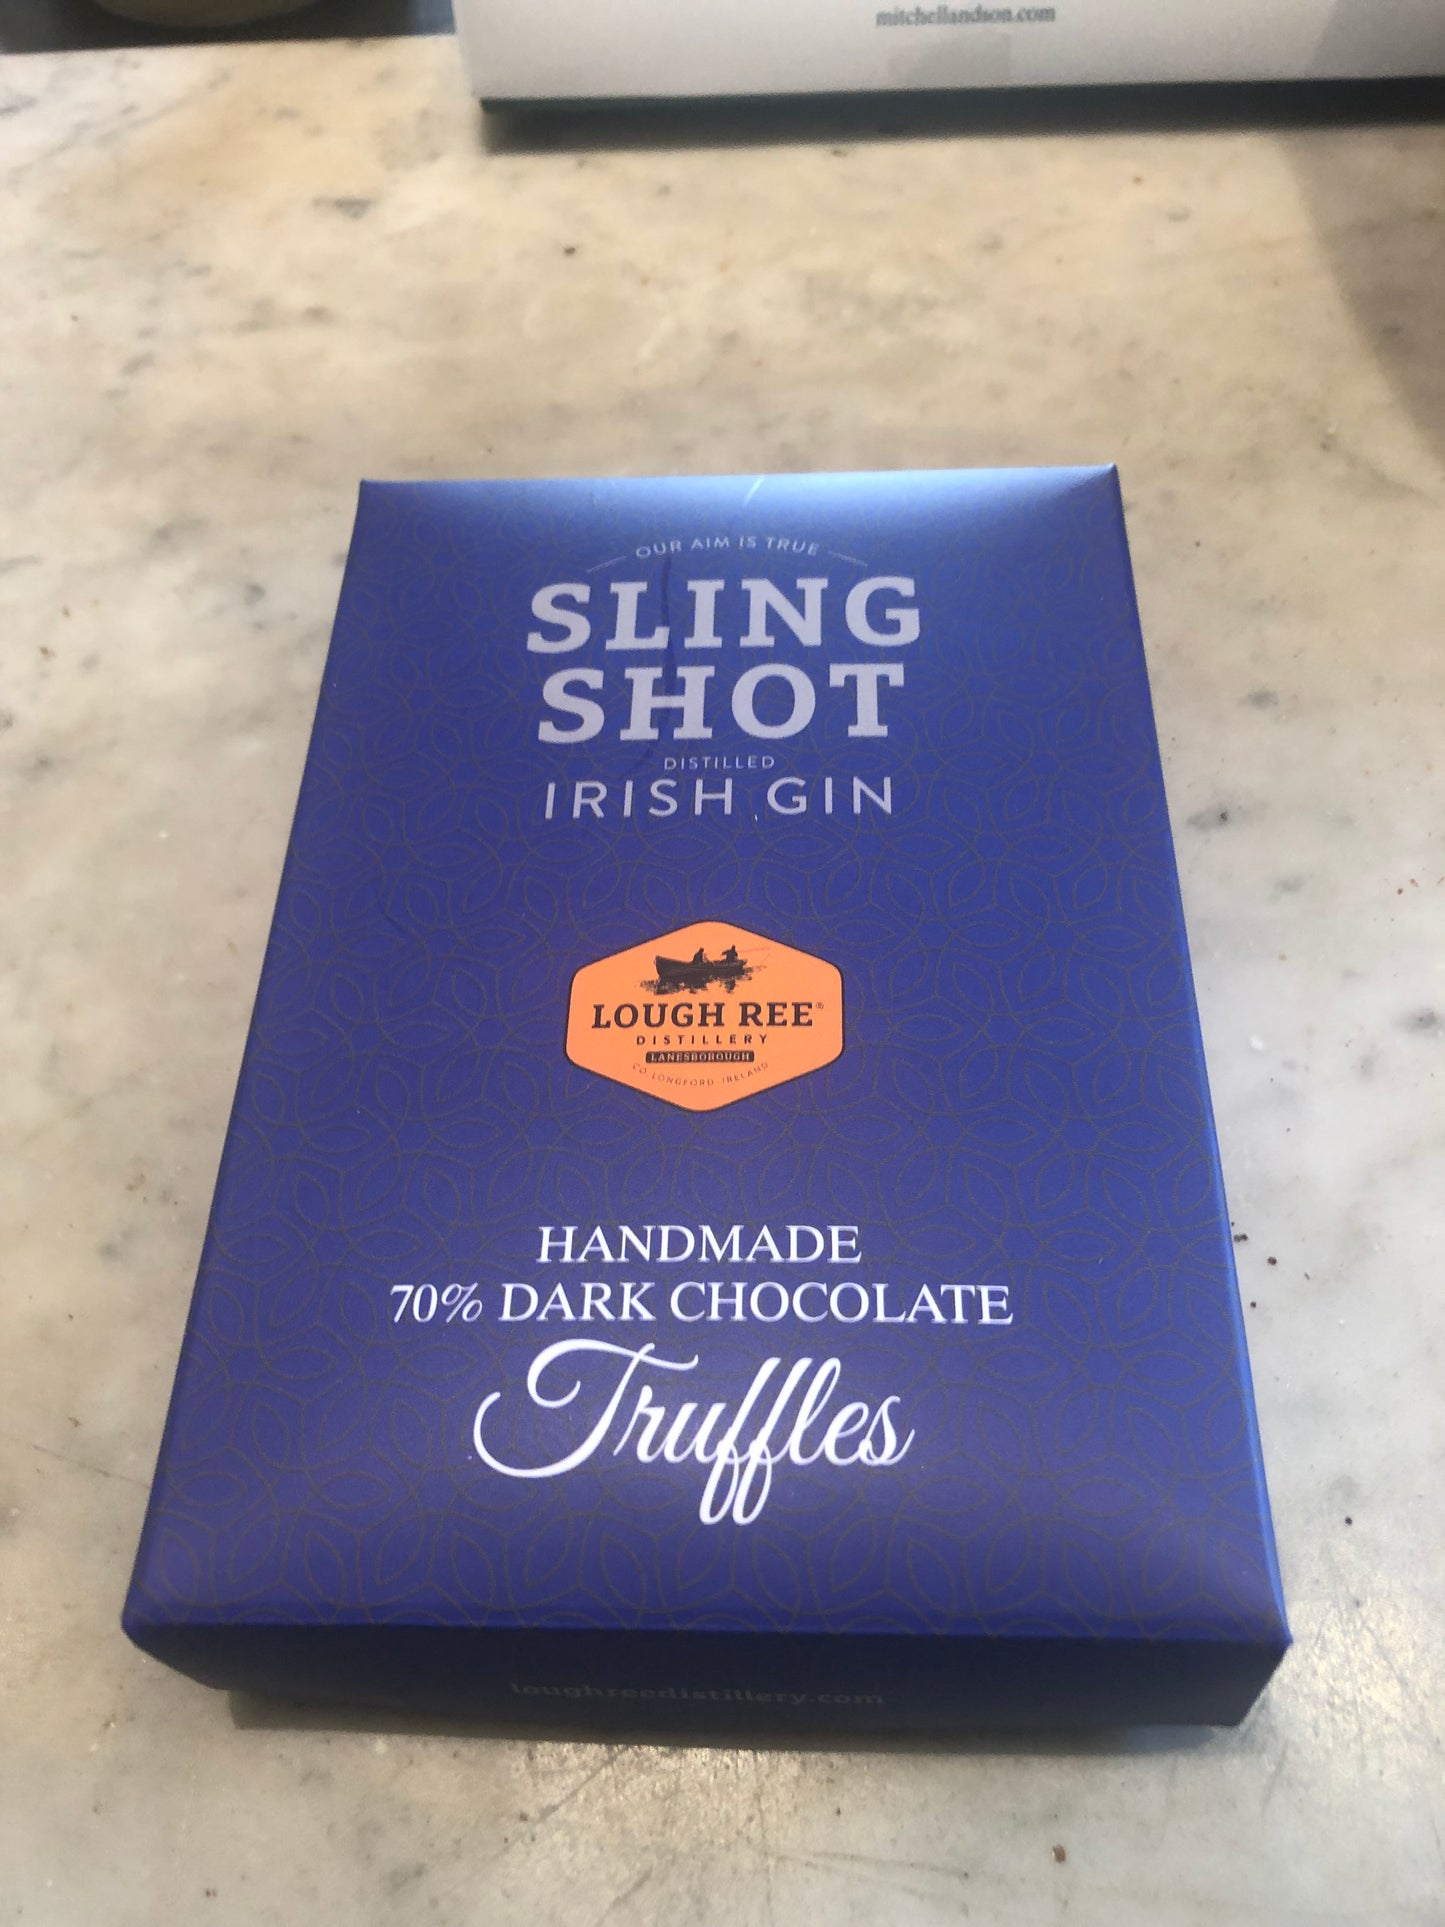 mitchellandson.com
OUR AIM IS TRUE
SLING
SHOT
DISTILLED
IRISH GIN
LOUGH REE®
DISTILLERY
LANESBOROUGH
CO. LONGFORD IRELAND
HANDMADE
70% DARK CHOCOLATE
Truffles
loughreedistillery.com